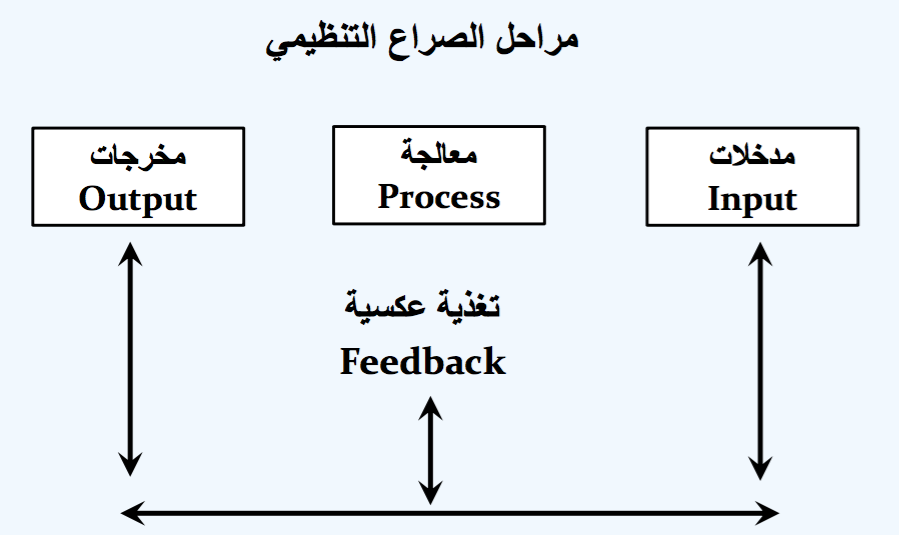 مراحل الصراع التنظيمي
مدخلات
Input
معالجة
Process
مخرجات
Output
تغذية عكسية
Feedback